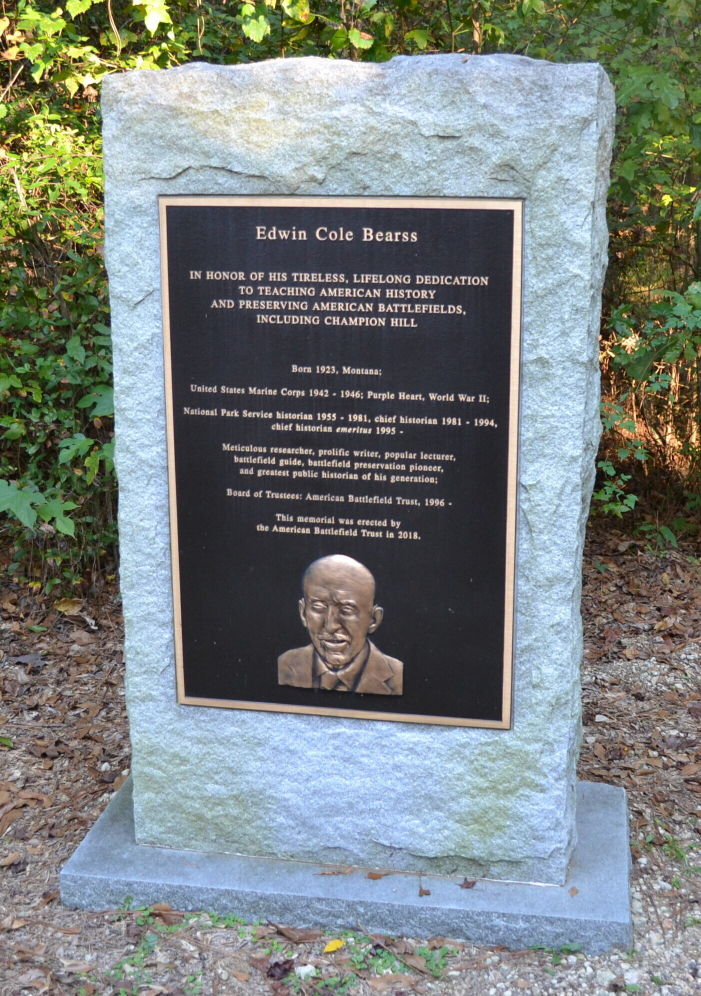 Edwin Cole Bearss
IN HONOR OF HIS TIRELESS, LIFELONG DEDICATION
TO TEACHING AMERICAN HISTORY
AND PRESERVING AMERICAN BATTLEFIELDS,
INCLUDING CHAMPION HILL
Born 1923, Montana;
United States Marine Corps 1942 - 1946; Purple Heart, World War II;
National Park Service historian 1955 - 1981, chief historian 1981 - 1994,
chief historian emeritus 1995 -
Meticulous researcher, prolific writer, popular lecturer,
battlefield guide, battlefield preservation pioneer,
and greatest public historian of his generation;
Board of Trustees: American Battlefield Trust, 1996 -
This memorial was erected by
the American Battlefield Trust in 2018.